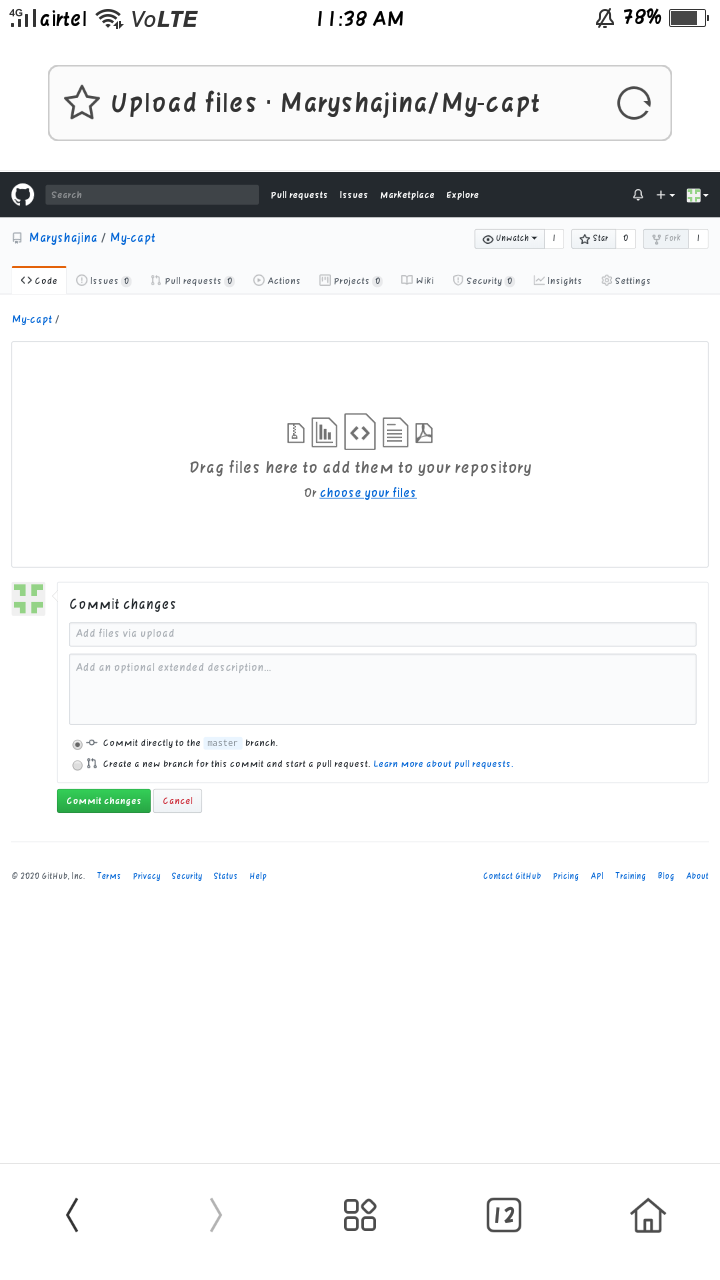 4G airtel VoLTE 11:38 AM 78%
Upload files · Maryshajina/My-capt
Search Pull requests Issues Marketplace Explore
Maryshajina / My-capt Unwatch 1 Star 0 Fork 1
Code Issues 0 Pull requests 0 Actions Projects 0 Wiki Security 0 Insights Settings
My-capt /
Drag files here to add them to your repository
Or choose your files
Commit changes
Add files via upload
Add an optional extended description...
Commit directly to the master branch.
Create a new branch for this commit and start a pull request. Learn more about pull requests.
Commit changes Cancel
© 2020 GitHub, Inc. Terms Privacy Security Status Help Contact GitHub Pricing API Training Blog About
12